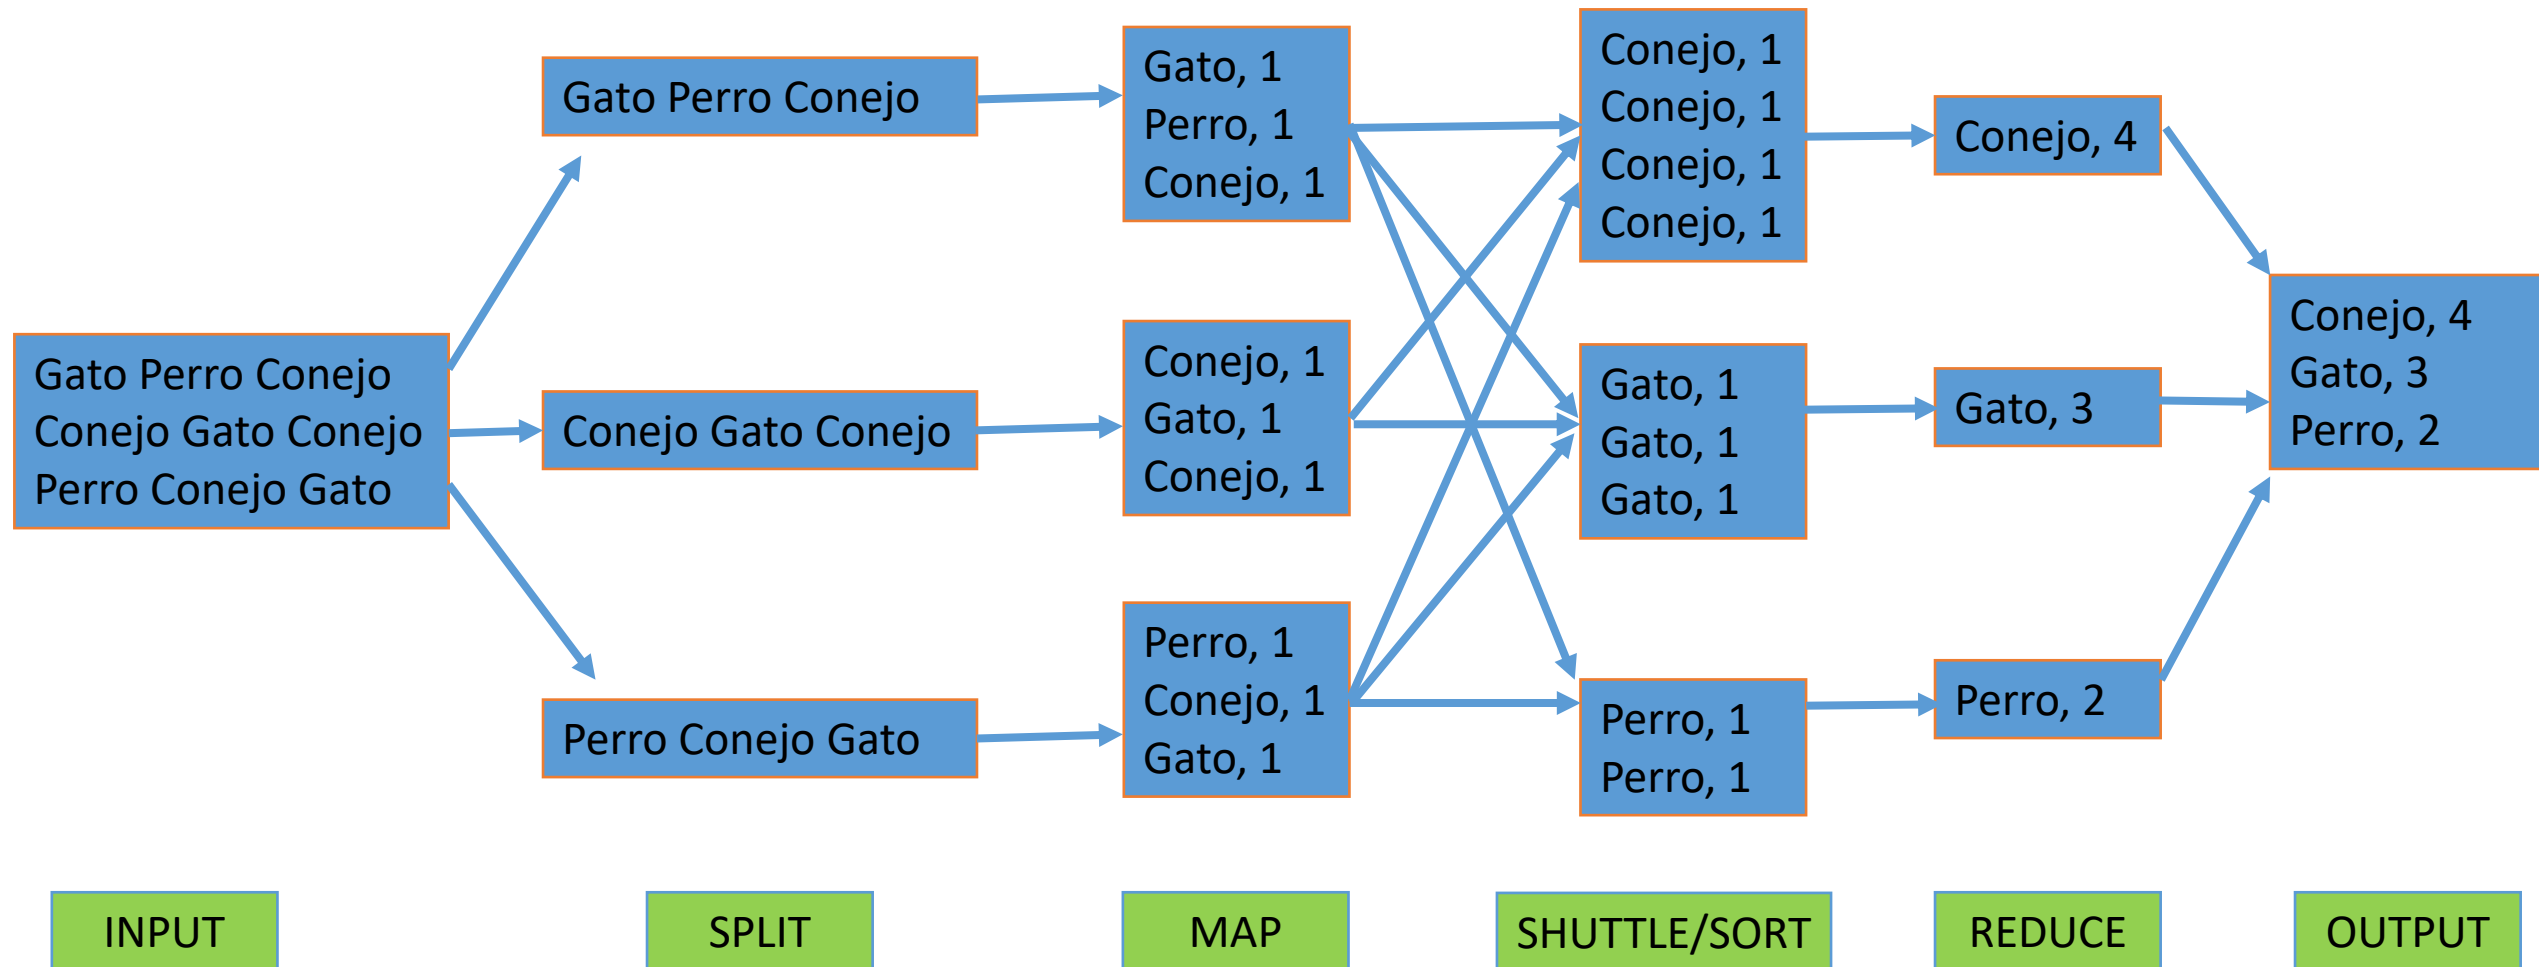 Gato Perro Conejo
Conejo Gato Conejo
Perro Conejo Gato
Gato Perro Conejo
Conejo Gato Conejo
Perro Conejo Gato
Gato, 1
Perro, 1
Conejo, 1
Conejo, 1
Gato, 1
Conejo, 1
Perro, 1
Conejo, 1
Gato, 1
Conejo, 1
Conejo, 1
Conejo, 1
Conejo, 1
Gato, 1
Gato, 1
Gato, 1
Perro, 1
Perro, 1
Conejo, 4
Gato, 3
Perro, 2
Conejo, 4
Gato, 3
Perro, 2
INPUT
SPLIT
MAP
SHUTTLE/SORT
REDUCE
OUTPUT